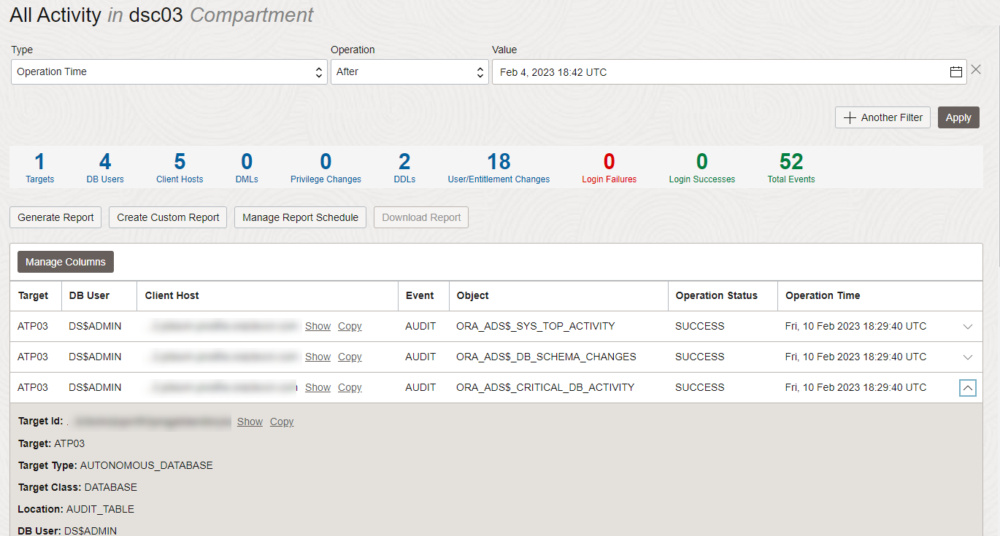 All Activity in dsc03 Compartment
Type Operation Value
Operation Time After Feb 4, 2023 18:42 UTC
Another Filter Apply
1 4 5 0 0 2 18 0 0 52
Targets DB Users Client Hosts DMLs Privilege Changes DDLs User/Entitlement Changes Login Failures Login Successes Total Events
Generate Report Create Custom Report Manage Report Schedule Download Report
Manage Columns
Target DB User Client Host Event Object Operation Status Operation Time
ATP03 DS$ADMIN Show Copy AUDIT ORA_ADS$_SYS_TOP_ACTIVITY SUCCESS Fri, 10 Feb 2023 18:29:40 UTC
ATP03 DS$ADMIN Show Copy AUDIT ORA_ADS$_DB_SCHEMA_CHANGES SUCCESS Fri, 10 Feb 2023 18:29:40 UTC
ATP03 DS$ADMIN Show Copy AUDIT ORA_ADS$_CRITICAL_DB_ACTIVITY SUCCESS Fri, 10 Feb 2023 18:29:40 UTC
Target Id: Show Copy
Target: ATP03
Target Type: AUTONOMOUS_DATABASE
Target Class: DATABASE
Location: AUDIT_TABLE
DB User: DS$ADMIN